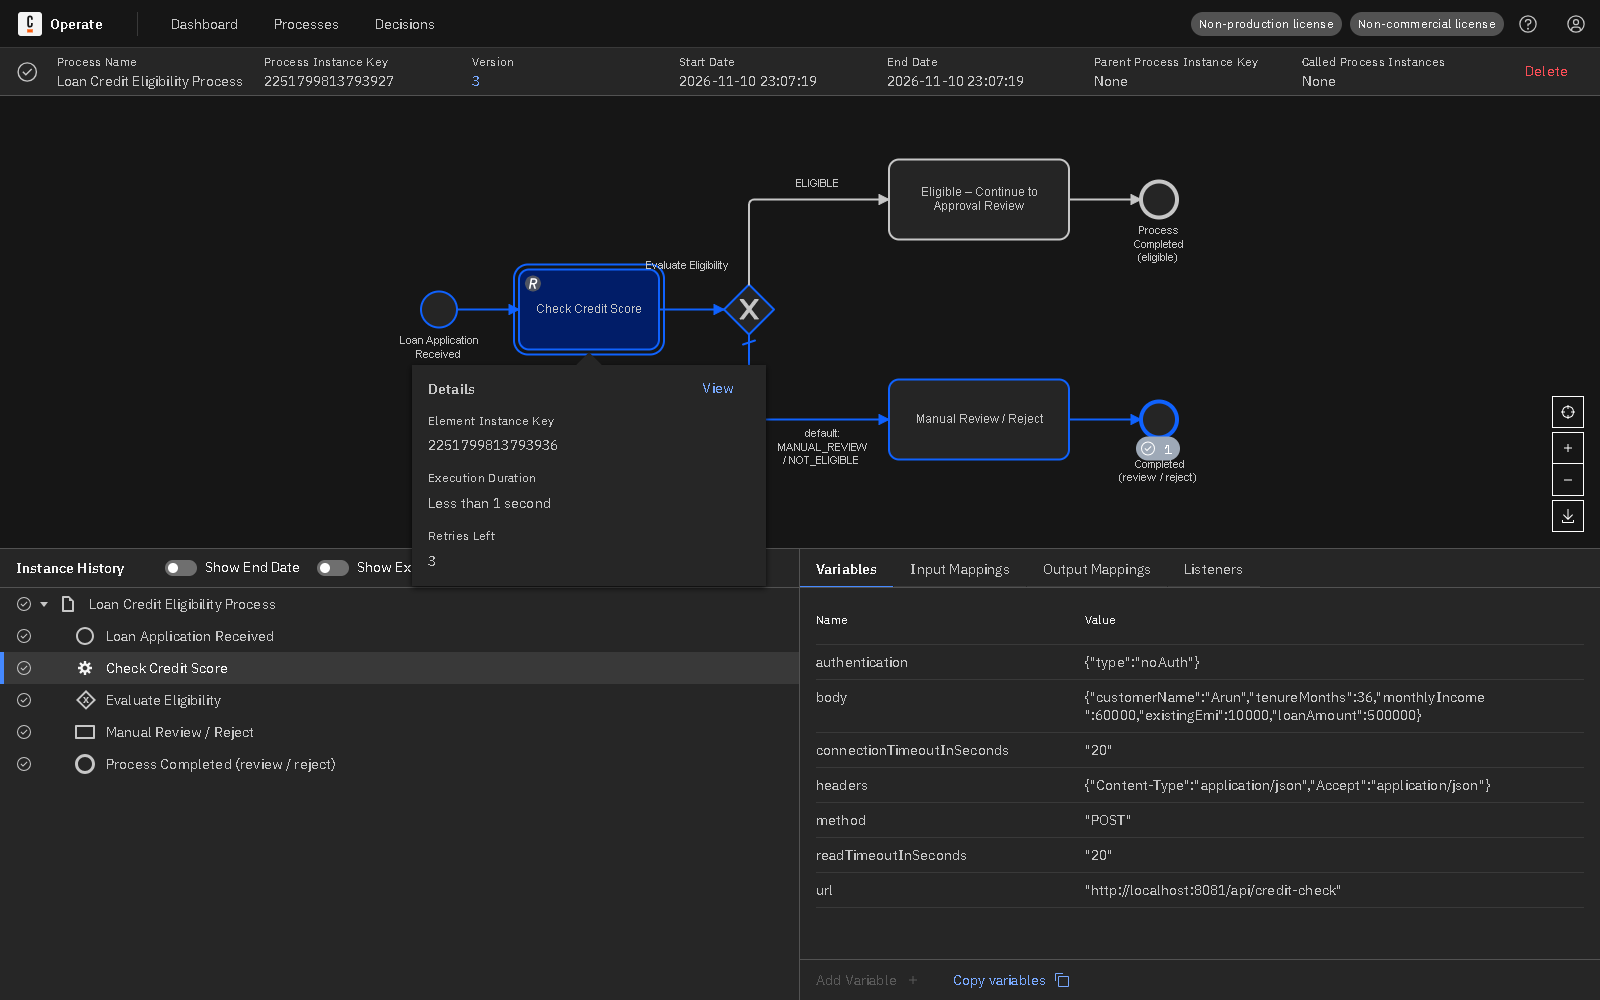 C Operate
Dashboard
Processes
Decisions
Non-production license
Non-commercial license
Process Name
Loan Credit Eligibility Process
Process Instance Key
2251799813793927
Version
3
Start Date
2026-11-10 23:07:19
End Date
2026-11-10 23:07:19
Parent Process Instance Key
None
Called Process Instances
None
Delete
ELIGIBLE
Eligible – Continue to
Approval Review
Process
Completed
(eligible)
Evaluate Eligibility
R
Check Credit Score
X
Loan Application
Received
Details
View
Element Instance Key
2251799813793936
Execution Duration
Less than 1 second
Retries Left
3
default:
MANUAL_REVIEW
/ NOT_ELIGIBLE
Manual Review / Reject
1
Completed
(review / reject)
Instance History
Show End Date
Show Ex
Loan Credit Eligibility Process
Loan Application Received
Check Credit Score
Evaluate Eligibility
Manual Review / Reject
Process Completed (review / reject)
Variables
Input Mappings
Output Mappings
Listeners
Name
Value
authentication
{"type":"noAuth"}
body
{"customerName":"Arun","tenureMonths":36,"monthlyIncome
":60000,"existingEmi":10000,"loanAmount":500000}
connectionTimeoutInSeconds
"20"
headers
{"Content-Type":"application/json","Accept":"application/json"}
method
"POST"
readTimeoutInSeconds
"20"
url
"http://localhost:8081/api/credit-check"
Add Variable +
Copy variables